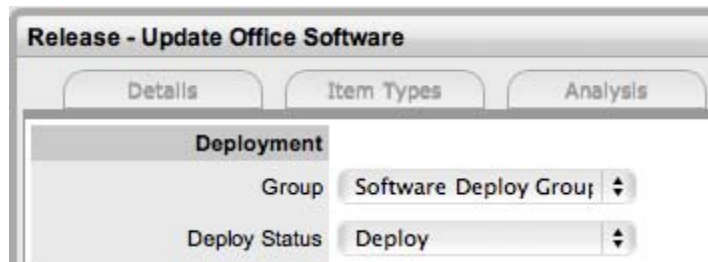 Release - Update Office Software
Details Item Types Analysis
Deployment
Group Software Deploy Group
Deploy Status Deploy